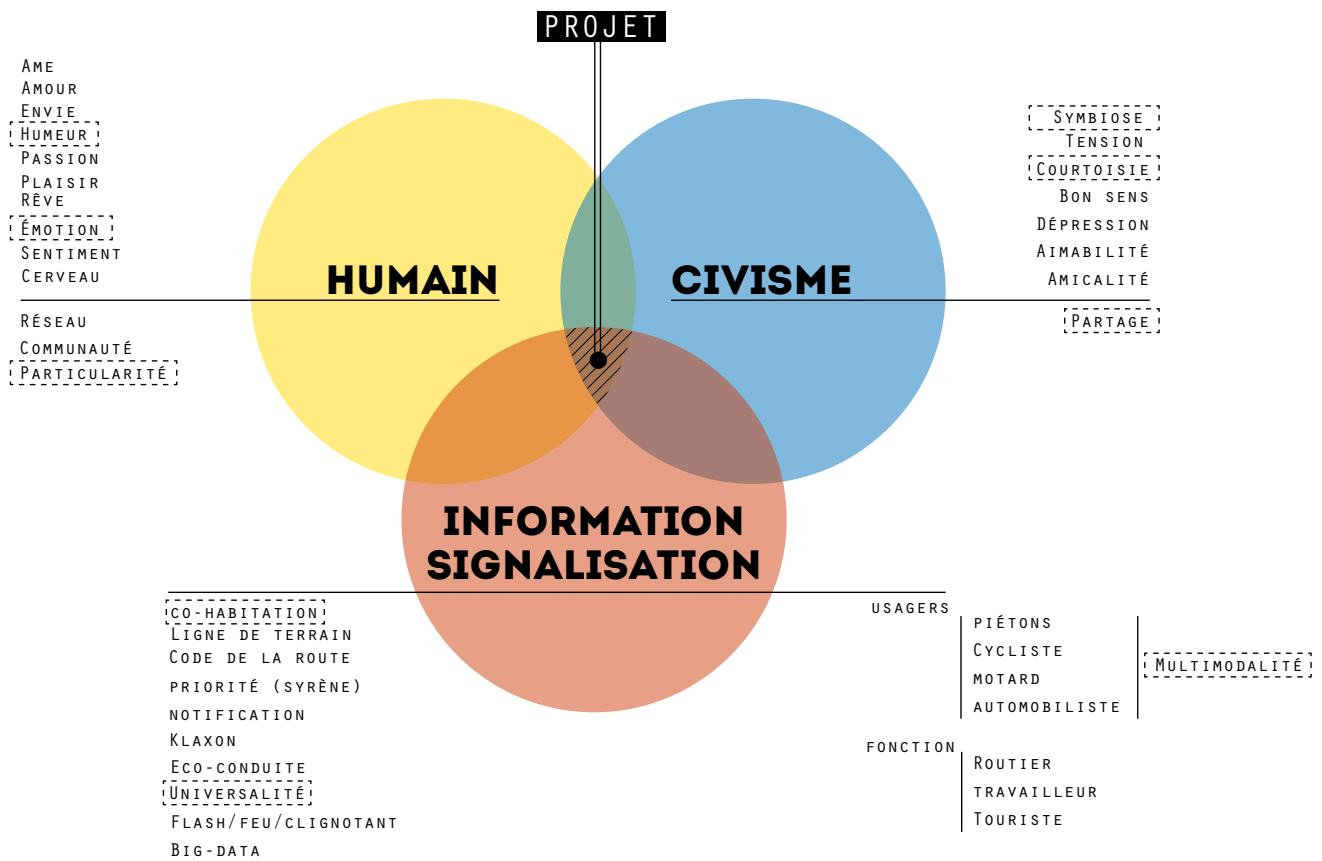 PROJET
AME
AMOUR
ENVIE
HUMEUR
PASSION
PLAISIR
RÊVE
ÉMOTION
SENTIMENT
CERVEAU
RÉSEAU
COMMUNAUTÉ
PARTICULARITÉ
HUMAIN
CIVISME
SYMBIOSE
TENSION
COURTOISIE
BON SENS
DÉPRESSION
AIMABILITÉ
AMICALITÉ
PARTAGE
INFORMATION
SIGNALISATION
CO-HABITATION
LIGNE DE TERRAIN
CODE DE LA ROUTE
PRIORITÉ (SYRÈNE)
NOTIFICATION
KLAXON
ECO-CONDUITE
UNIVERSALITÉ
FLASH/FEU/CLIGNOTANT
BIG-DATA
USAGERS
PIÉTONS
CYCLISTE
MOTARD
AUTOMOBILISTE
MULTIMODALITÉ
FONCTION
ROUTIER
TRAVAILLEUR
TOURISTE